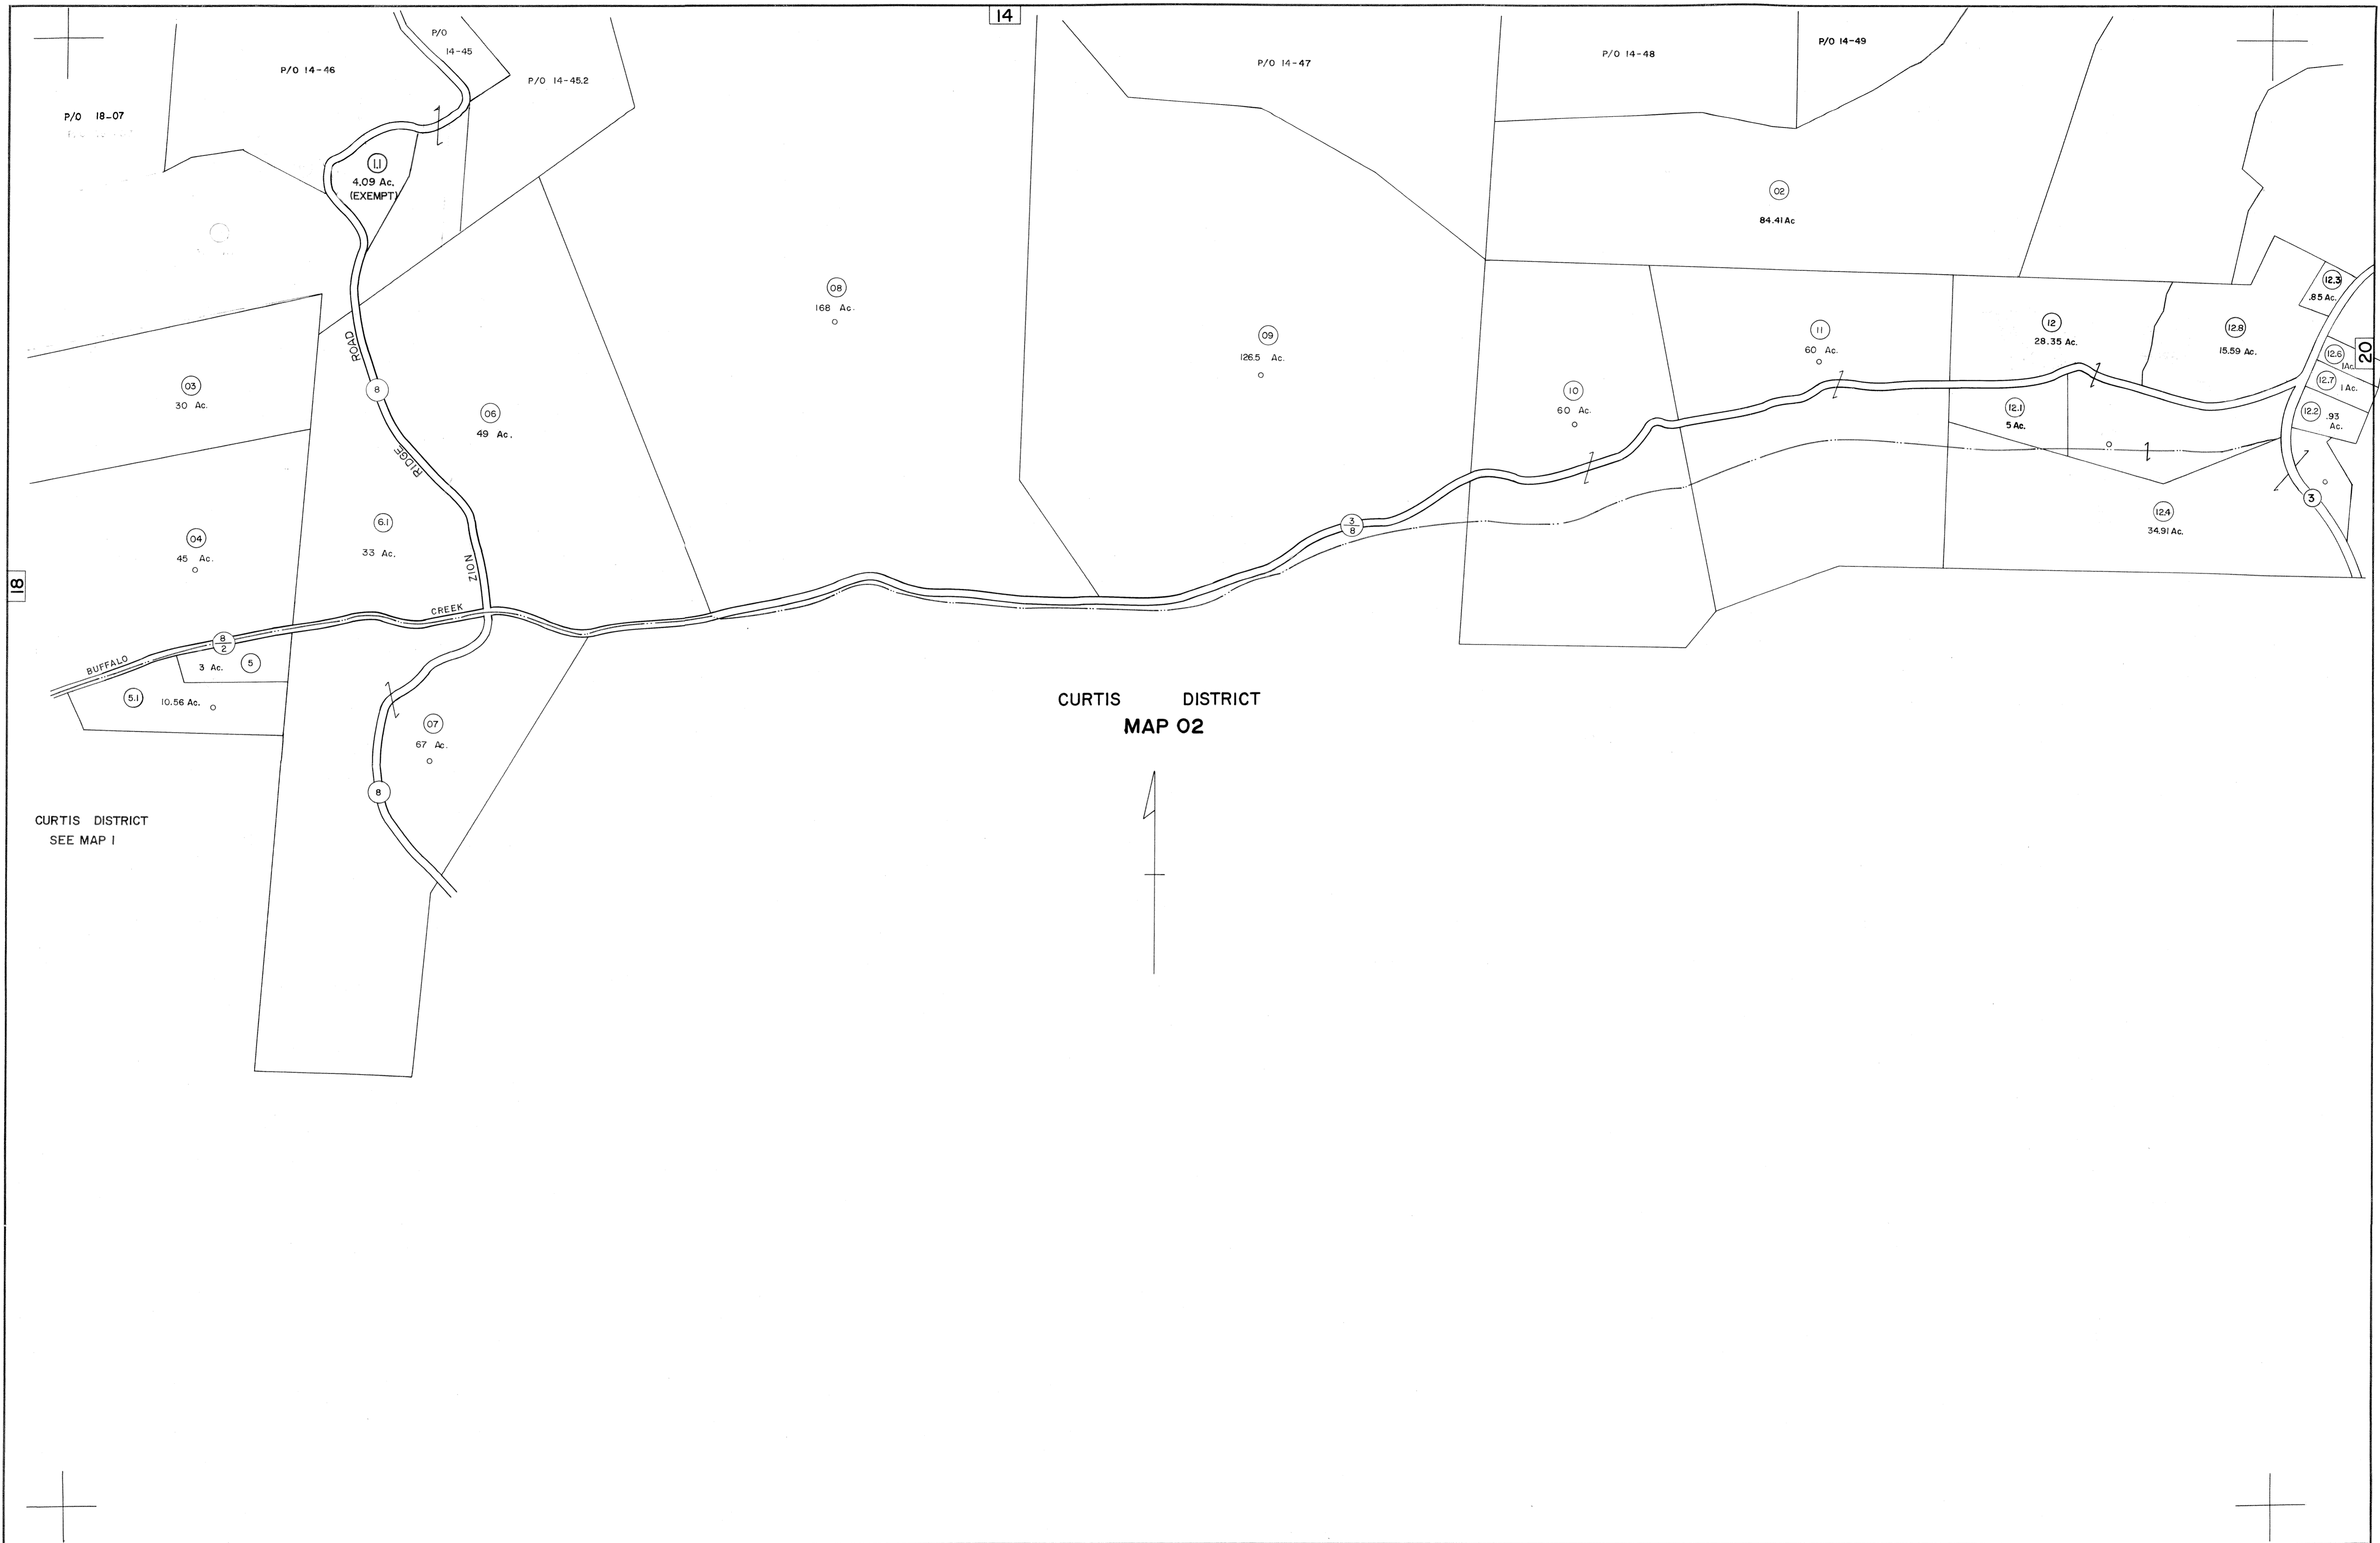 14
P/O 18-07
P/O 14-46
P/O
14-45
P/O 14-45.2
P/O 14-47
P/O 14-48
P/O 14-49
1.1
4.09 Ac.
(EXEMPT)
02
84.41 Ac
03
30 Ac.
04
45 Ac.
18
ROAD
8
RIDGE
ZION
06
49 Ac.
6.1
33 Ac.
08
168 Ac.
09
126.5 Ac.
10
60 Ac.
11
60 Ac.
12
28.35 Ac.
12.8
15.59 Ac.
12.3
.85 Ac.
12.6
1 Ac.
20
12.7
1 Ac.
12.2
.93
Ac.
12.1
5 Ac.
12.4
34.91 Ac.
3
3
8
BUFFALO
CREEK
8
2
3 Ac.
5
5.1
10.56 Ac.
07
67 Ac.
8
CURTIS DISTRICT
MAP 02
CURTIS DISTRICT
SEE MAP 1